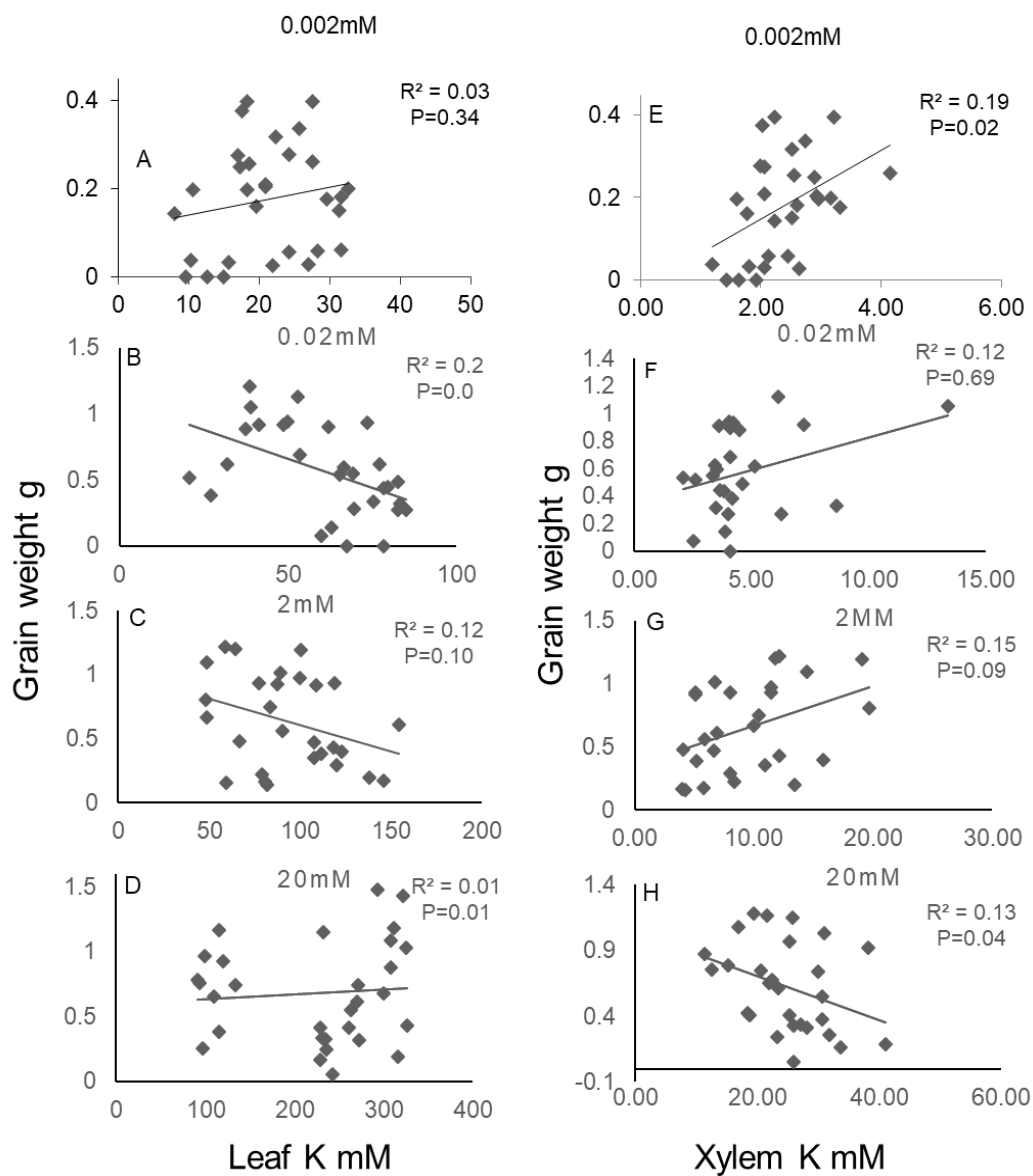 0.002mM
R² = 0.03
P=0.34
A
0.4
0.2
0
0
10
20
30
40
50
0.02mM
R² = 0.2
P=0.0
B
1.5
1
0.5
0
0
50
100
2mM
R² = 0.12
P=0.10
C
1.5
1
0.5
0
0
50
100
150
200
20mM
R² = 0.01
P=0.01
D
1.5
1
0.5
0
0
100
200
300
400
Grain weight g
Leaf K mM
0.002mM
R² = 0.19
P=0.02
E
0.4
0.2
0
0.00
2.00
4.00
6.00
0.02mM
R² = 0.12
P=0.69
F
1.4
1.2
1
0.8
0.6
0.4
0.2
0
0.00
5.00
10.00
15.00
2MM
R² = 0.15
P=0.09
G
1.5
1
0.5
0
0.00
10.00
20.00
30.00
20mM
R² = 0.13
P=0.04
H
1.4
0.9
0.4
-0.1
0.00
20.00
40.00
60.00
Grain weight g
Xylem K mM